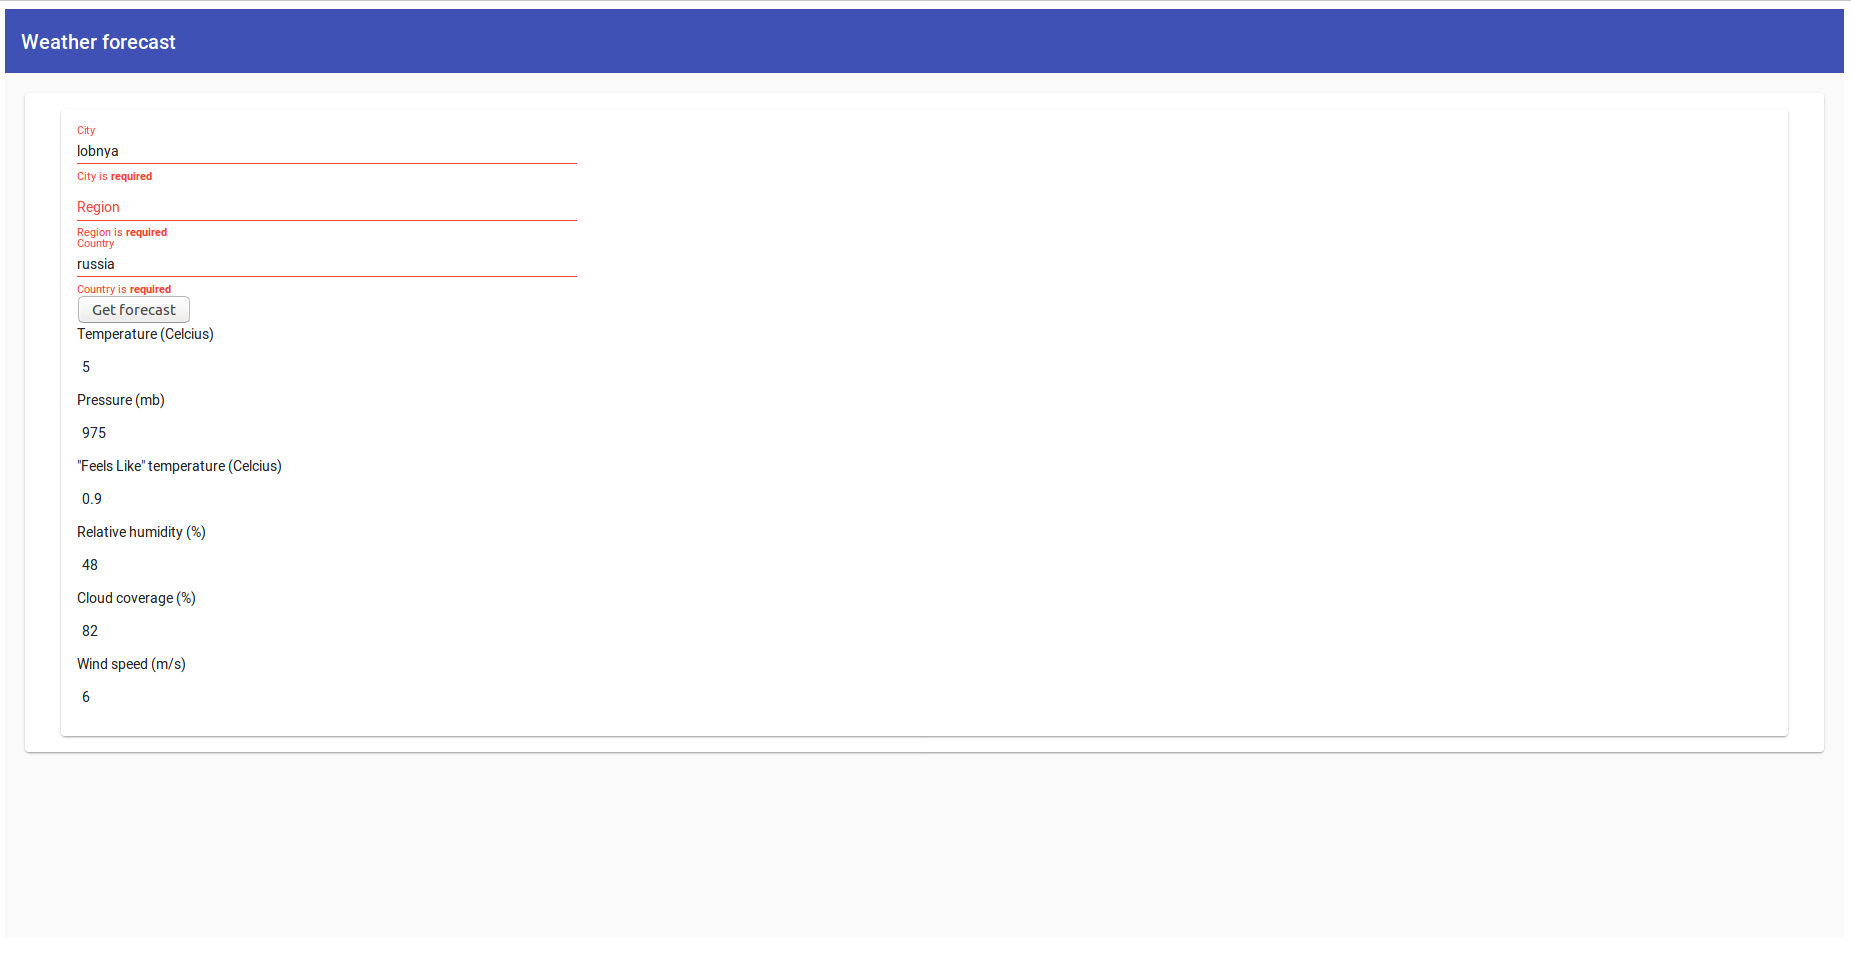 Weather forecast
City
lobnya
City is required
Region
Region is required
Country
russia
Country is required
Get forecast
Temperature (Celcius)
5
Pressure (mb)
975
"Feels Like" temperature (Celcius)
0.9
Relative humidity (%)
48
Cloud coverage (%)
82
Wind speed (m/s)
6